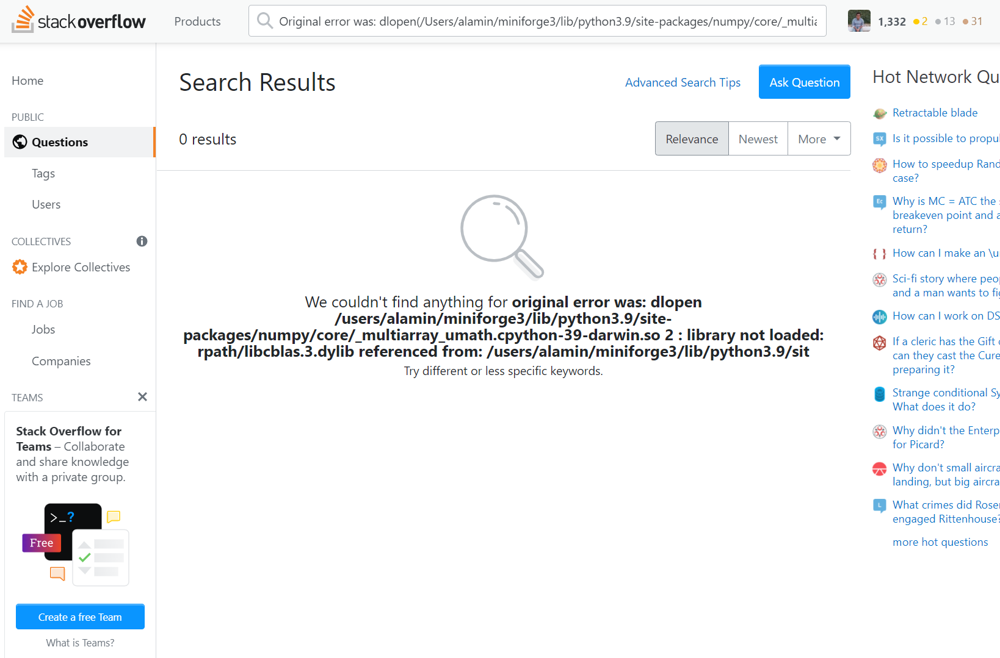 stackoverflow
Products
Original error was: dlopen(/Users/alamin/miniforge3/lib/python3.9/site-packages/numpy/core/_multia
1,332 2 13 31
Home
PUBLIC
Questions
Tags
Users
COLLECTIVES
Explore Collectives
FIND A JOB
Jobs
Companies
TEAMS
Stack Overflow for
Teams – Collaborate
and share knowledge
with a private group.
>_?
Free
Create a free Team
What is Teams?
Search Results
Advanced Search Tips
Ask Question
0 results
Relevance
Newest
More
We couldn't find anything for original error was: dlopen
/users/alamin/miniforge3/lib/python3.9/site-
packages/numpy/core/_multiarray_umath.cpython-39-darwin.so 2 : library not loaded:
rpath/libcblas.3.dylib referenced from: /users/alamin/miniforge3/lib/python3.9/sit
Try different or less specific keywords.
Hot Network Qu
Retractable blade
SX
Is it possible to propul
How to speedup Rand
case?
Ec
Why is MC = ATC the
breakeven point and a
return?
How can I make an \u
Sci-fi story where peop
and a man wants to fig
How can I work on DS
If a cleric has the Gift
can they cast the Cure
preparing it?
Strange conditional Sy
What does it do?
Why didn't the Enterp
for Picard?
Why don't small aircra
landing, but big aircra
L
What crimes did Rosen
engaged Rittenhouse?
more hot questions